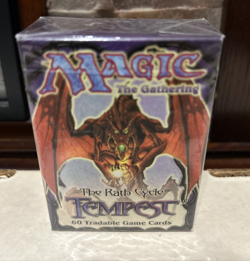 MAGIC
The Gathering
The Rath Cycle
TEMPEST
60 Tradable Game Cards